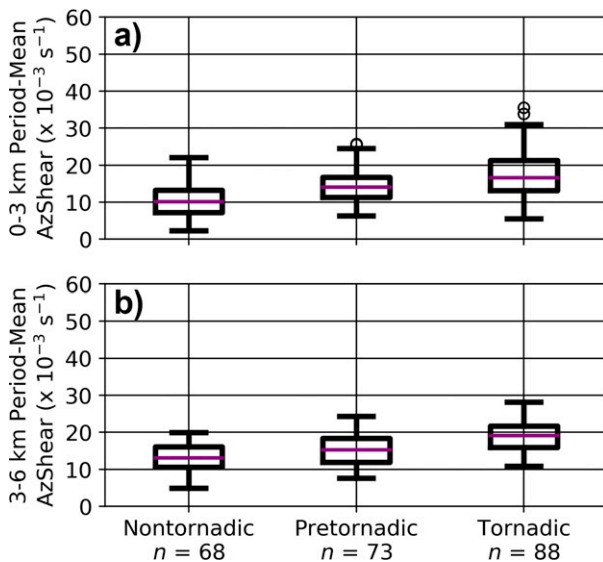 a)
0-3 km Period-Mean
AzShear (x 10⁻³ s⁻¹)
60
50
40
30
20
10
0
b)
3-6 km Period-Mean
AzShear (x 10⁻³ s⁻¹)
60
50
40
30
20
10
0
Nontornadic Pretornadic Tornadic
n = 68 n = 73 n = 88